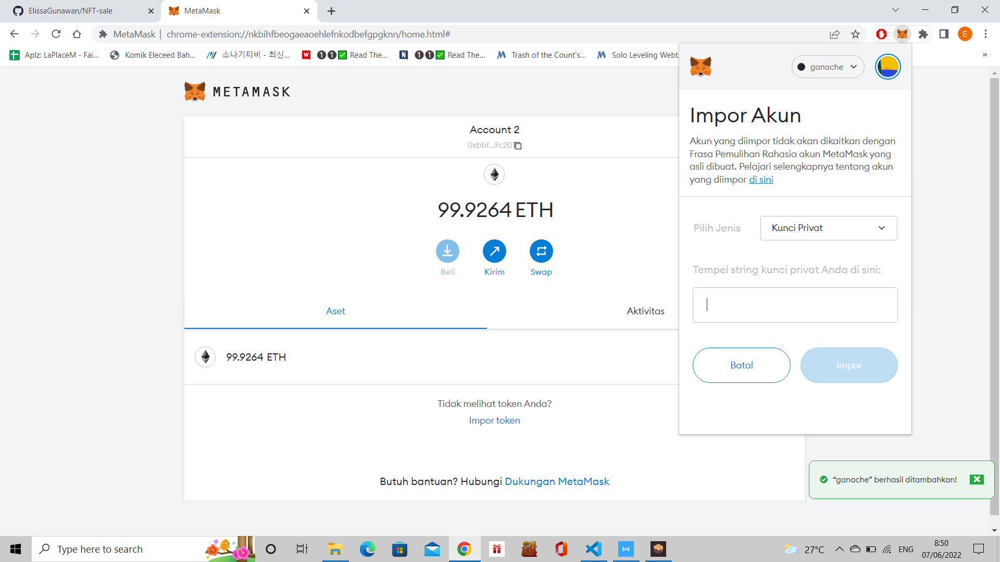 ElissaGunawan/NFT-sale
MetaMask
MetaMask | chrome-extension://nkbihfbeogaeaoehlefnkodbefgpgknn/home.html#
E
Aplz: LaPlaceM - Fai...
Komik Eleceed Bah...
소나기티비 - 최신...
❶❶✅ Read The...
❶❶✅ Read The...
Trash of the Count's...
Solo Leveling Webt
»
METAMASK
Account 2
0xbbf...Fc20
99.9264 ETH
Beli
Kirim
Swap
Aset
Aktivitas
99.9264 ETH
Tidak melihat token Anda?
Impor token
Butuh bantuan? Hubungi Dukungan MetaMask
ganache
Impor Akun
Akun yang diimpor tidak akan dikaitkan dengan
Frasa Pemulihan Rahasia akun MetaMask yang
asli dibuat. Pelajari selengkapnya tentang akun
yang diimpor di sini
Pilih Jenis
Kunci Privat
Tempel string kunci privat Anda di sini:
Batal
Impor
“ganache” berhasil ditambahkan!
Type here to search
27°C
ENG
8:50
07/06/2022